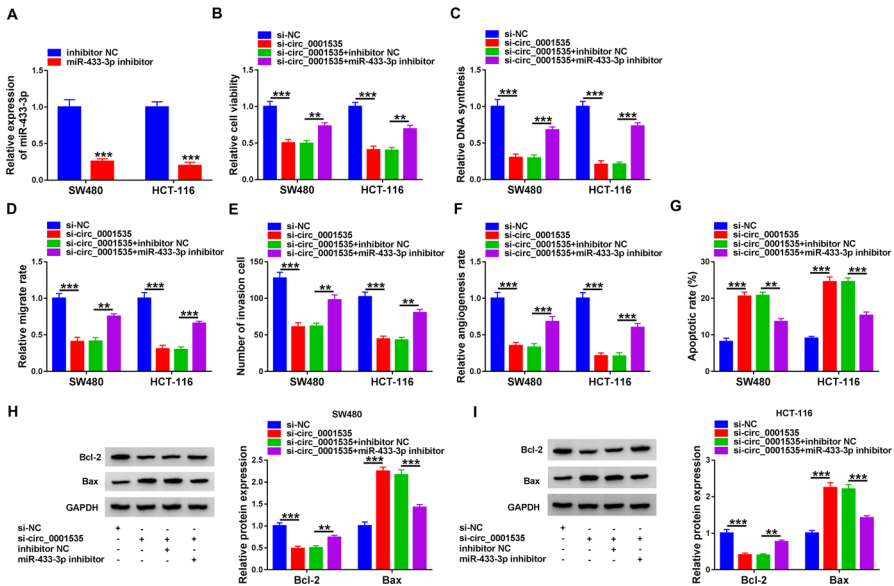 A
inhibitor NC
miR-433-3p inhibitor
Relative expression
of miR-433-3p
1.5
1.0
0.5
0.0
***
***
SW480
HCT-116
B
si-NC
si-circ_0001535
si-circ_0001535+inhibitor NC
si-circ_0001535+miR-433-3p inhibitor
Relative cell viability
1.5
1.0
0.5
0.0
***
**
***
**
SW480
HCT-116
C
si-NC
si-circ_0001535
si-circ_0001535+inhibitor NC
si-circ_0001535+miR-433-3p inhibitor
Relative DNA synthesis
1.5
1.0
0.5
0.0
***
***
***
***
SW480
HCT-116
D
si-NC
si-circ_0001535
si-circ_0001535+inhibitor NC
si-circ_0001535+miR-433-3p inhibitor
Relative migrate rate
1.5
1.0
0.5
0.0
***
**
***
***
SW480
HCT-116
E
si-NC
si-circ_0001535
si-circ_0001535+inhibitor NC
si-circ_0001535+miR-433-3p inhibitor
Number of invasion cell
150
100
50
0
***
**
***
**
SW480
HCT-116
F
si-NC
si-circ_0001535
si-circ_0001535+inhibitor NC
si-circ_0001535+miR-433-3p inhibitor
Relative angiogenesis rate
1.5
1.0
0.5
0.0
***
***
***
***
SW480
HCT-116
G
si-NC
si-circ_0001535
si-circ_0001535+inhibitor NC
si-circ_0001535+miR-433-3p inhibitor
Apoptotic rate (%)
30
20
10
0
***
**
***
***
SW480
HCT-116
H
Bcl-2
Bax
GAPDH
si-NC + - - -
si-circ_0001535 - + + +
inhibitor NC - - + -
miR-433-3p inhibitor - - - +
SW480
si-NC
si-circ_0001535
si-circ_0001535+inhibitor NC
si-circ_0001535+miR-433-3p inhibitor
Relative protein expression
2.5
2.0
1.5
1.0
0.5
0.0
***
**
***
***
Bcl-2
Bax
I
Bcl-2
Bax
GAPDH
si-NC + - - -
si-circ_0001535 - + + +
inhibitor NC - - + -
miR-433-3p inhibitor - - - +
HCT-116
si-NC
si-circ_0001535
si-circ_0001535+inhibitor NC
si-circ_0001535+miR-433-3p inhibitor
Relative protein expression
3
2
1
0
***
**
***
***
Bcl-2
Bax